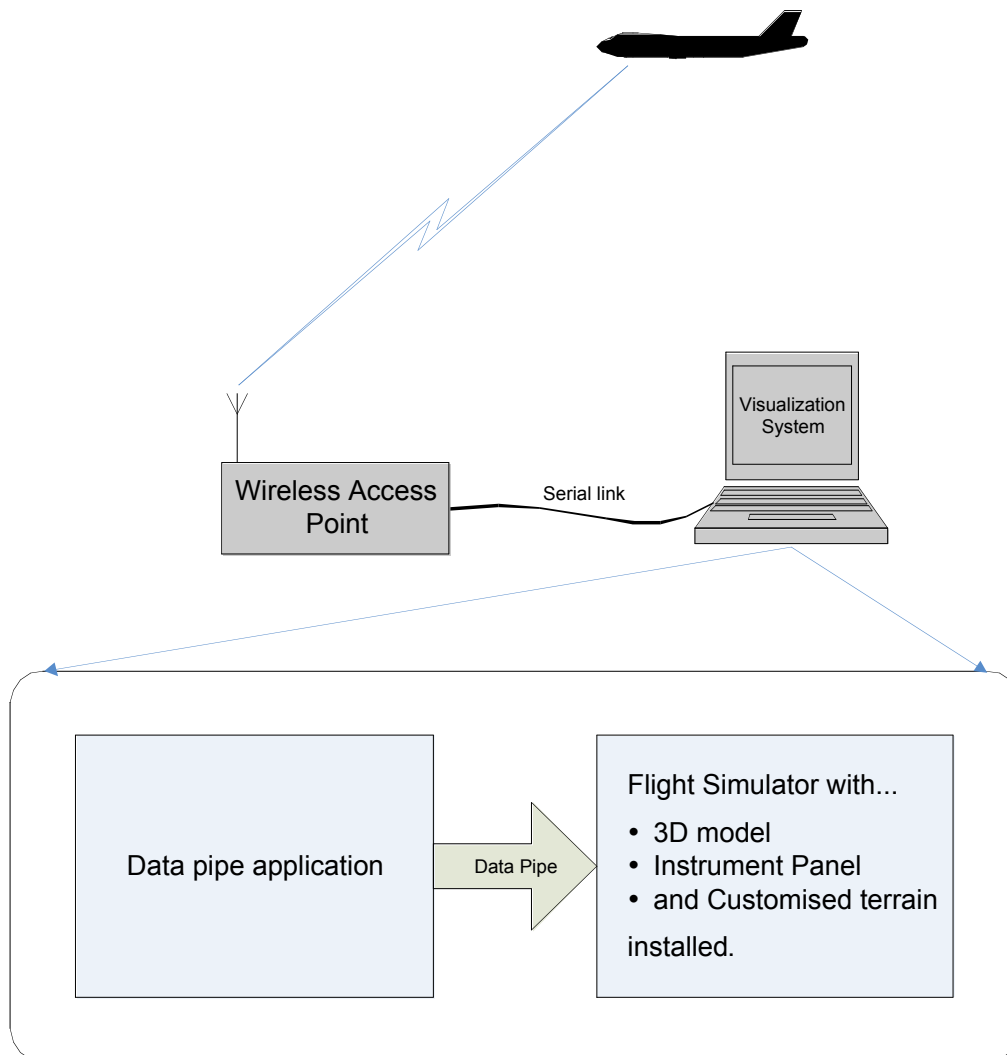 Visualization
System
Wireless Access
Point
Serial link
Data pipe application
Data Pipe
Flight Simulator with...
• 3D model
• Instrument Panel
• and Customised terrain
installed.